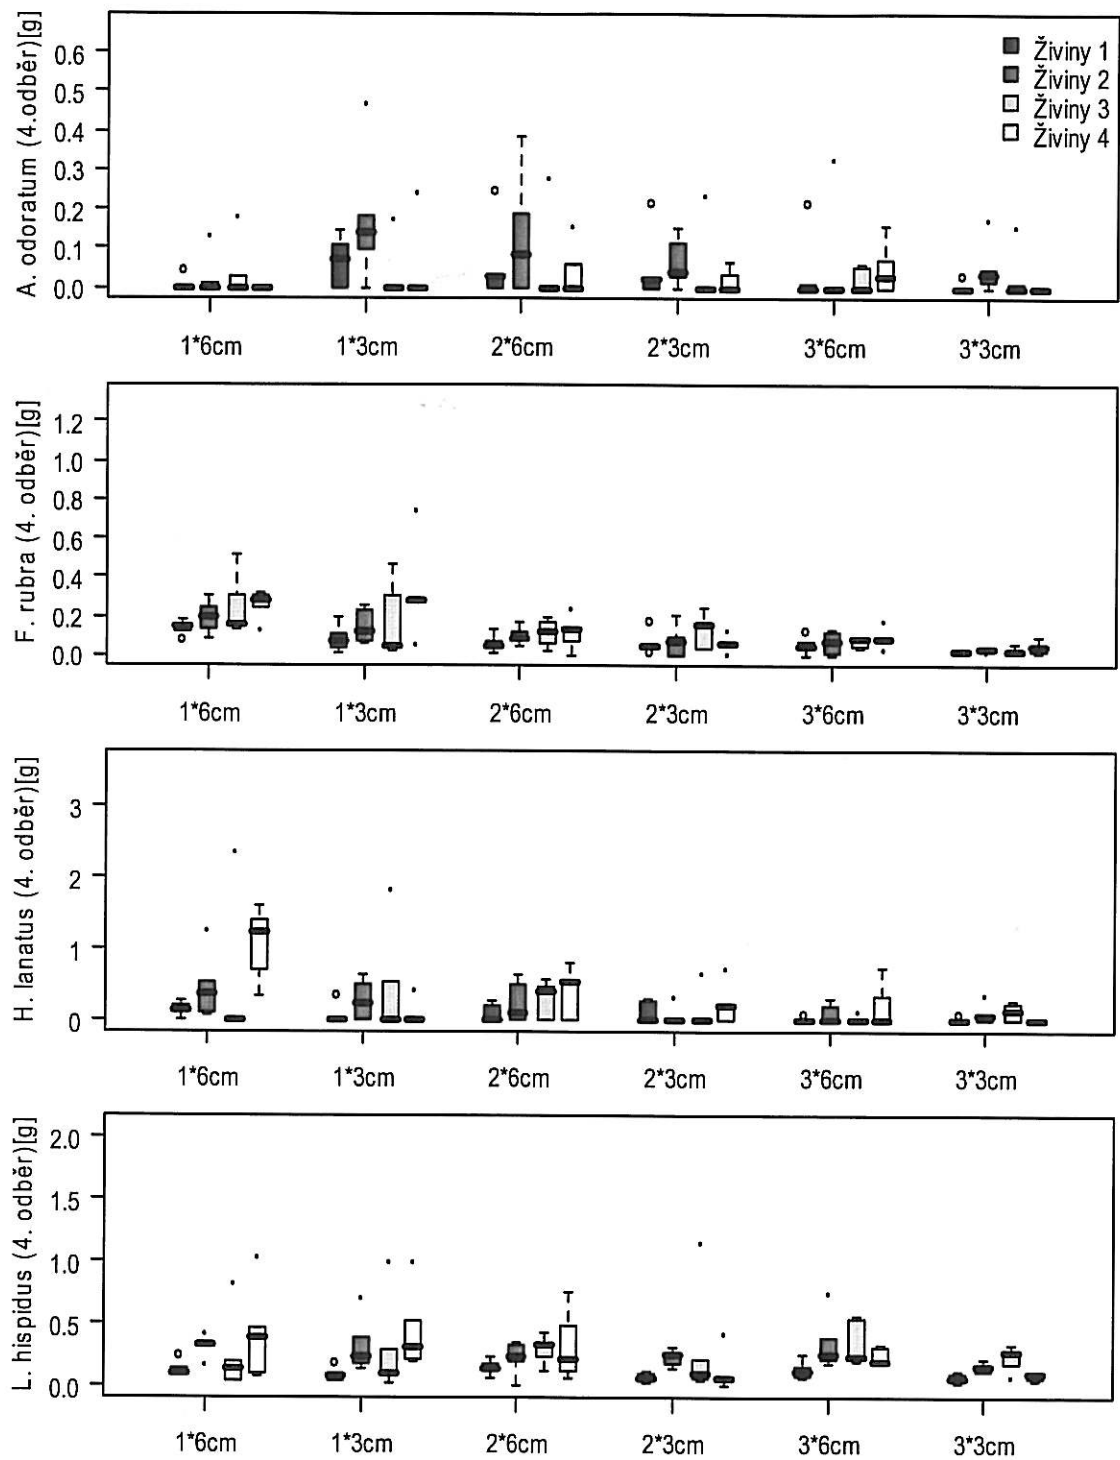 A. odoratum (4.odběr)[g]
0.6
0.5
0.4
0.3
0.2
0.1
0.0
Živiny 1
Živiny 2
Živiny 3
Živiny 4
1*6cm 1*3cm 2*6cm 2*3cm 3*6cm 3*3cm
F. rubra (4. odběr)[g]
1.2
1.0
0.8
0.6
0.4
0.2
0.0
1*6cm 1*3cm 2*6cm 2*3cm 3*6cm 3*3cm
H. lanatus (4. odběr)[g]
3
2
1
0
1*6cm 1*3cm 2*6cm 2*3cm 3*6cm 3*3cm
L. hispidus (4. odběr)[g]
2.0
1.5
1.0
0.5
0.0
1*6cm 1*3cm 2*6cm 2*3cm 3*6cm 3*3cm